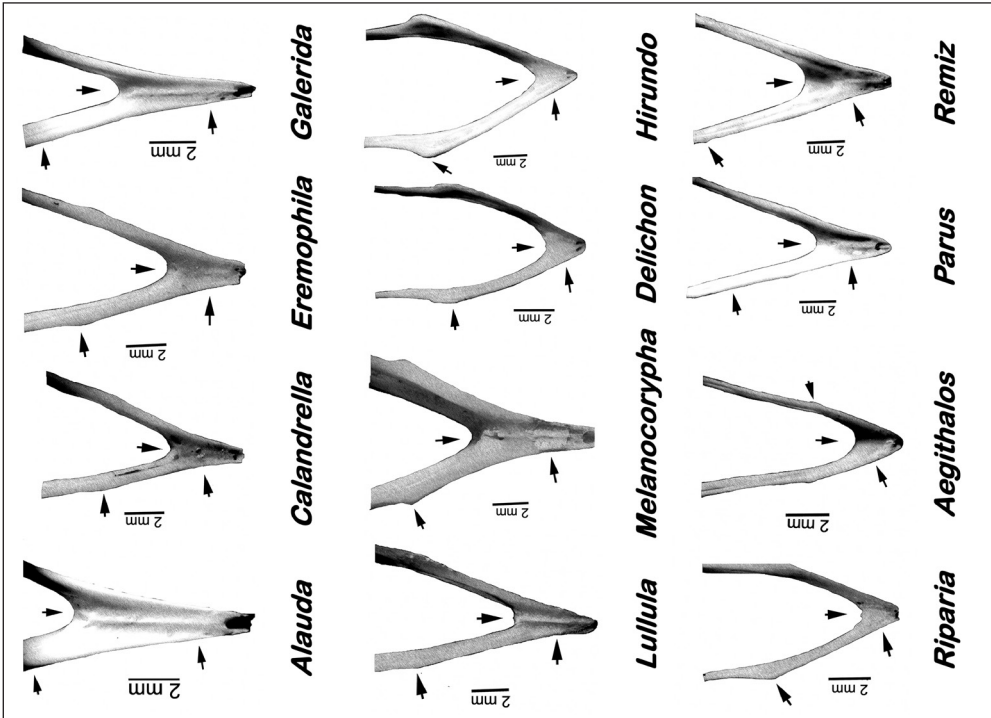 2 mm
2 mm
2 mm
2 mm
Alauda
Calandrella
Eremophila
Galerida
2 mm
2 mm
2 mm
2 mm
Lullula
Melanocorypha
Delichon
Hirundo
2 mm
2 mm
2 mm
2 mm
Riparia
Aegithalos
Parus
Remiz